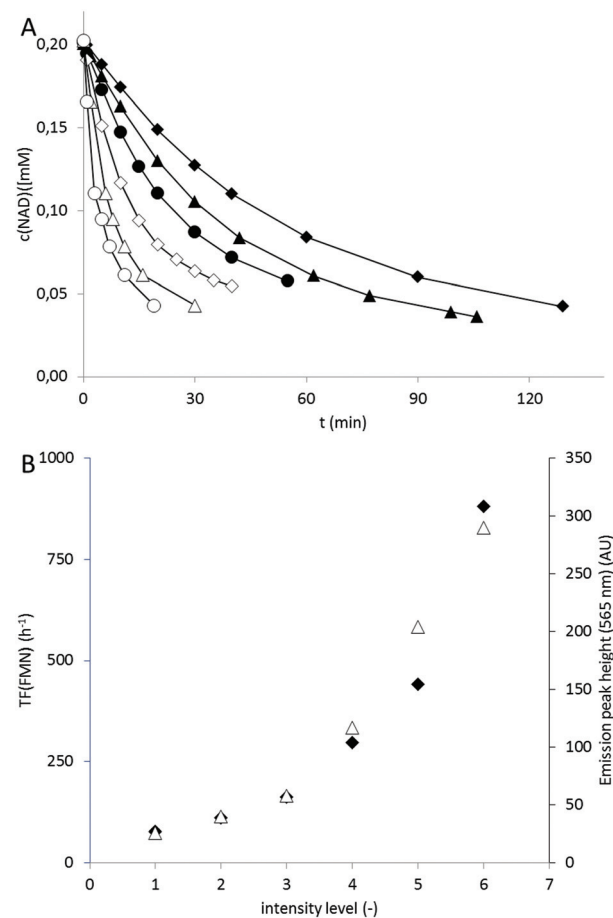 A
c(NAD)([mM)
0,20
0,15
0,10
0,05
0,00
0 30 60 90 120
t (min)
B
TF(FMN) (h⁻¹)
1000
750
500
250
0
0 1 2 3 4 5 6 7
intensity level (-)
350
300
250
200
150
100
50
0
Emission peak height (565 nm) (AU)